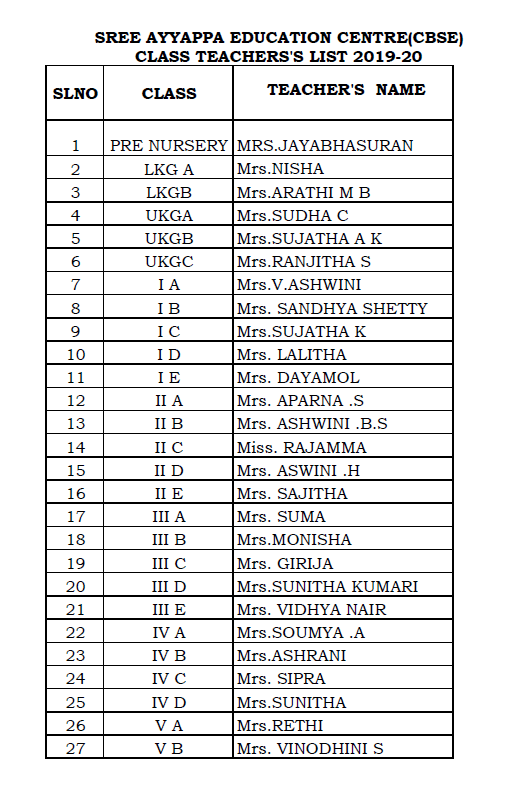 SREE AYYAPPA EDUCATION CENTRE(CBSE)
CLASS TEACHERS'S LIST 2019-20
SLNO CLASS TEACHER'S NAME
1 PRE NURSERY MRS.JAYABHASURAN
2 LKG A Mrs.NISHA
3 LKGB Mrs.ARATHI M B
4 UKGA Mrs.SUDHA C
5 UKGB Mrs.SUJATHA A K
6 UKGC Mrs.RANJITHA S
7 I A Mrs.V.ASHWINI
8 I B Mrs. SANDHYA SHETTY
9 I C Mrs.SUJATHA K
10 I D Mrs. LALITHA
11 I E Mrs. DAYAMOL
12 II A Mrs. APARNA .S
13 II B Mrs. ASHWINI .B.S
14 II C Miss. RAJAMMA
15 II D Mrs. ASWINI .H
16 II E Mrs. SAJITHA
17 III A Mrs. SUMA
18 III B Mrs.MONISHA
19 III C Mrs. GIRIJA
20 III D Mrs.SUNITHA KUMARI
21 III E Mrs. VIDHYA NAIR
22 IV A Mrs.SOUMYA .A
23 IV B Mrs.ASHRANI
24 IV C Mrs. SIPRA
25 IV D Mrs.SUNITHA
26 V A Mrs.RETHI
27 V B Mrs. VINODHINI S